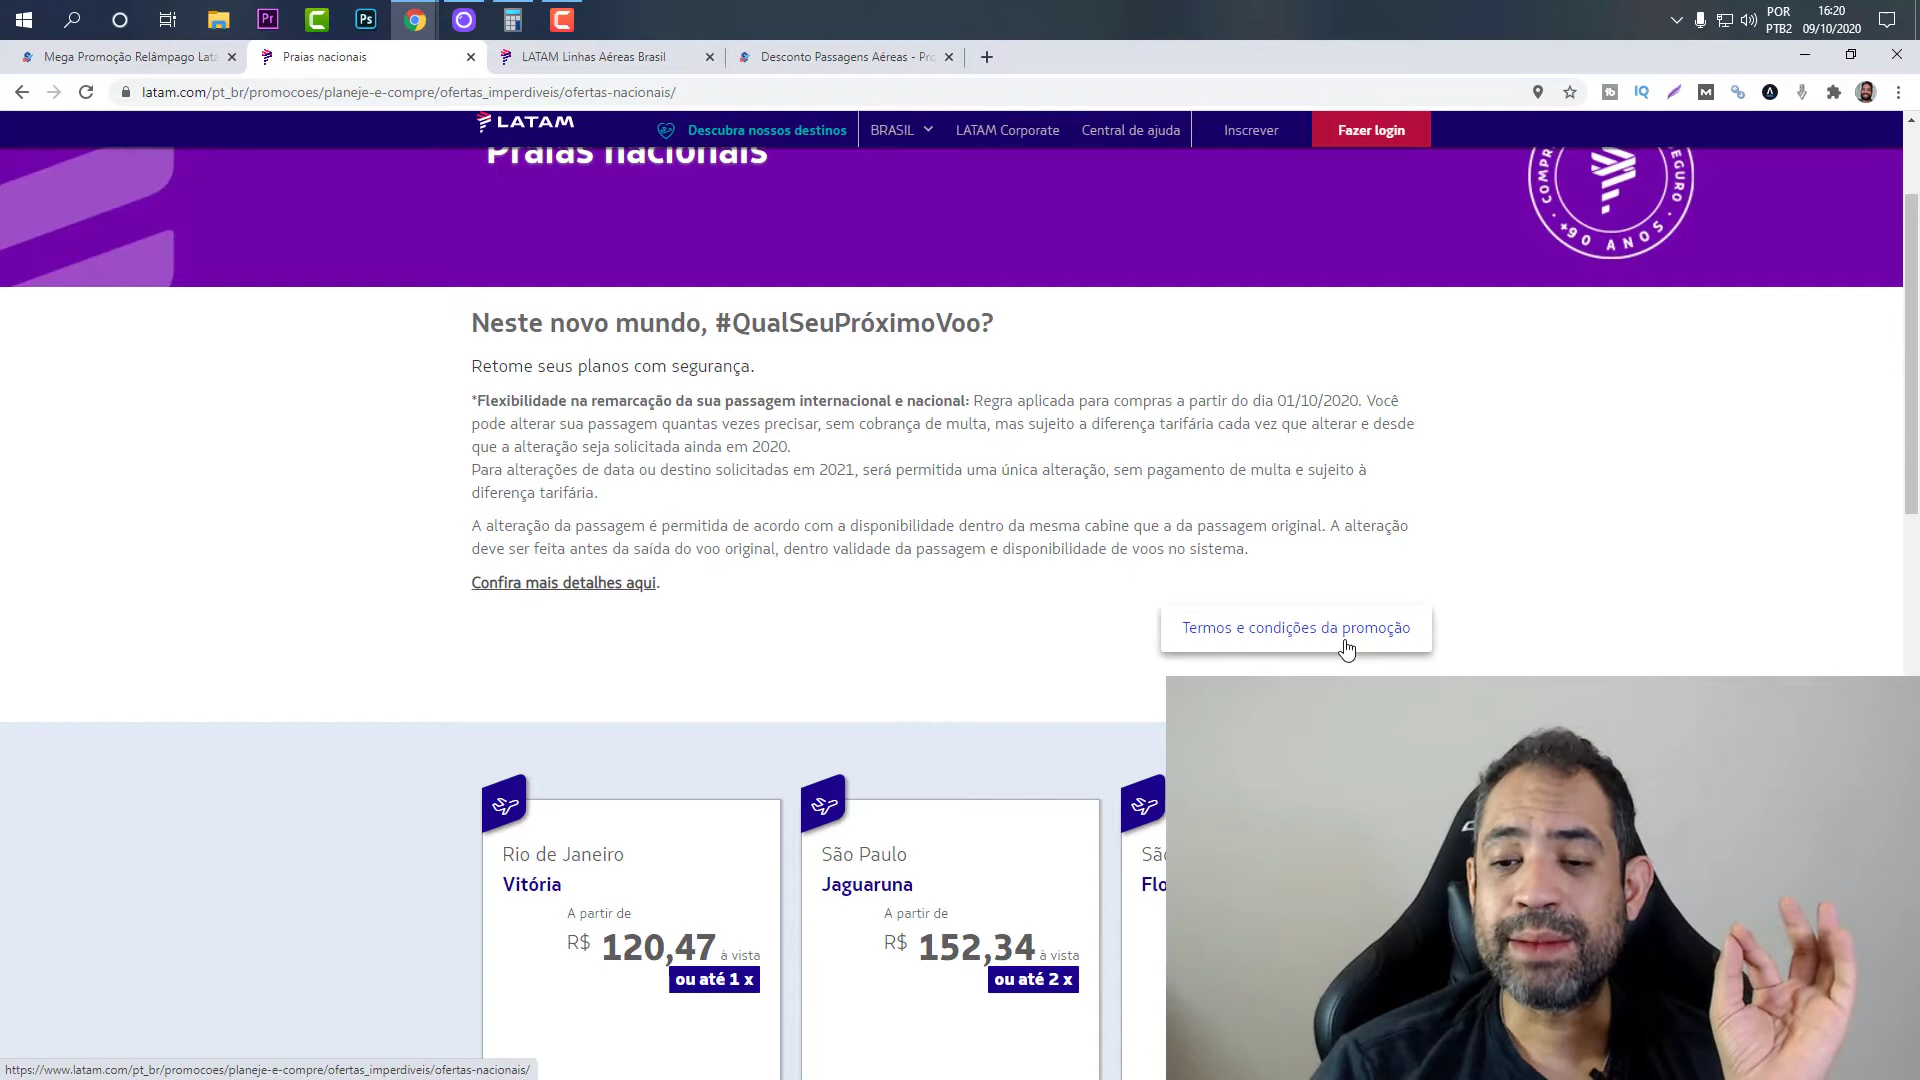 Pr
Ps
POR
PTB2
16:20
09/10/2020
Mega Promoção Relâmpago Lata
Praias nacionais
LATAM Linhas Aéreas Brasil
Desconto Passagens Aéreas - Pro
latam.com/pt_br/promocoes/planeje-e-compre/ofertas_imperdiveis/ofertas-nacionais/
IQ
M
LATAM
Descubra nossos destinos
BRASIL
LATAM Corporate
Central de ajuda
Inscrever
Fazer login
Praias nacionais
SEGURO
+90 ANOS
Neste novo mundo, #QualSeuPróximoVoo?
Retome seus planos com segurança.
*Flexibilidade na remarcação da sua passagem internacional e nacional: Regra aplicada para compras a partir do dia 01/10/2020. Você
pode alterar sua passagem quantas vezes precisar, sem cobrança de multa, mas sujeito a diferença tarifária cada vez que alterar e desde
que a alteração seja solicitada ainda em 2020.
Para alterações de data ou destino solicitadas em 2021, será permitida uma única alteração, sem pagamento de multa e sujeito à
diferença tarifária.
A alteração da passagem é permitida de acordo com a disponibilidade dentro da mesma cabine que a da passagem original. A alteração
deve ser feita antes da saída do voo original, dentro validade da passagem e disponibilidade de voos no sistema.
Confira mais detalhes aqui.
Termos e condições da promoção
Rio de Janeiro
Vitória
A partir de
R$ 120,47 à vista
ou até 1 x
São Paulo
Jaguaruna
A partir de
R$ 152,34 à vista
ou até 2 x
São
Flo
https://www.latam.com/pt_br/promocoes/planeje-e-compre/ofertas_imperdiveis/ofertas-nacionais/